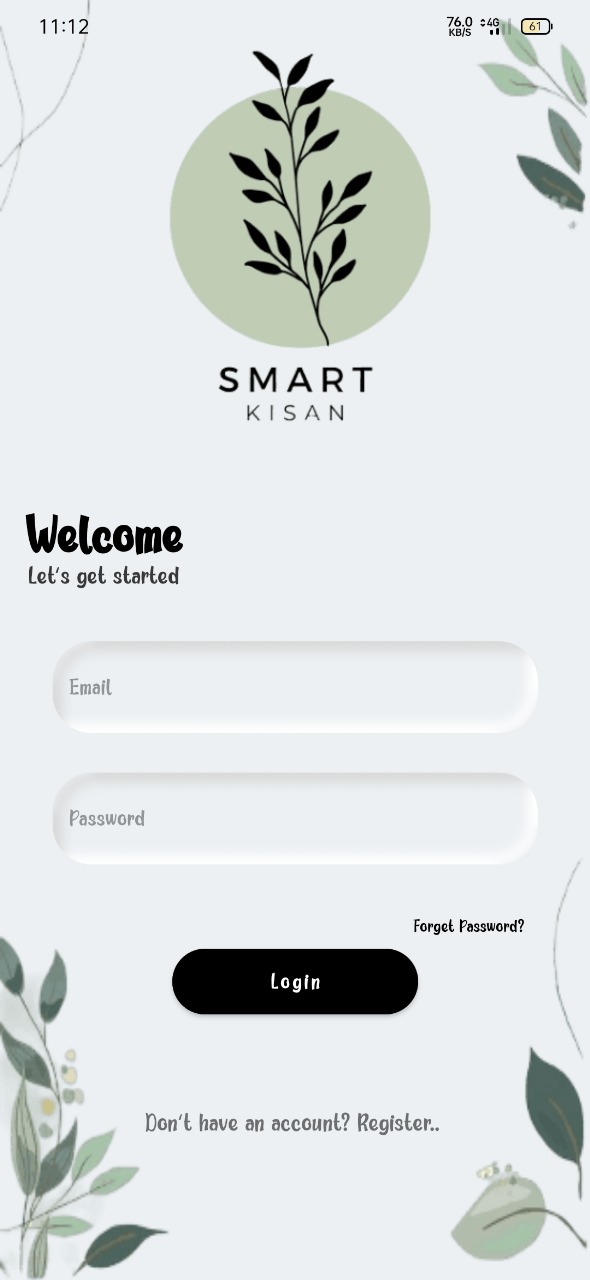 11:12
76.0
KB/S
4G
61
SMART
KISAN
Welcome
Let's get started
Email
Password
Forget Password?
Login
Don't have an account? Register..